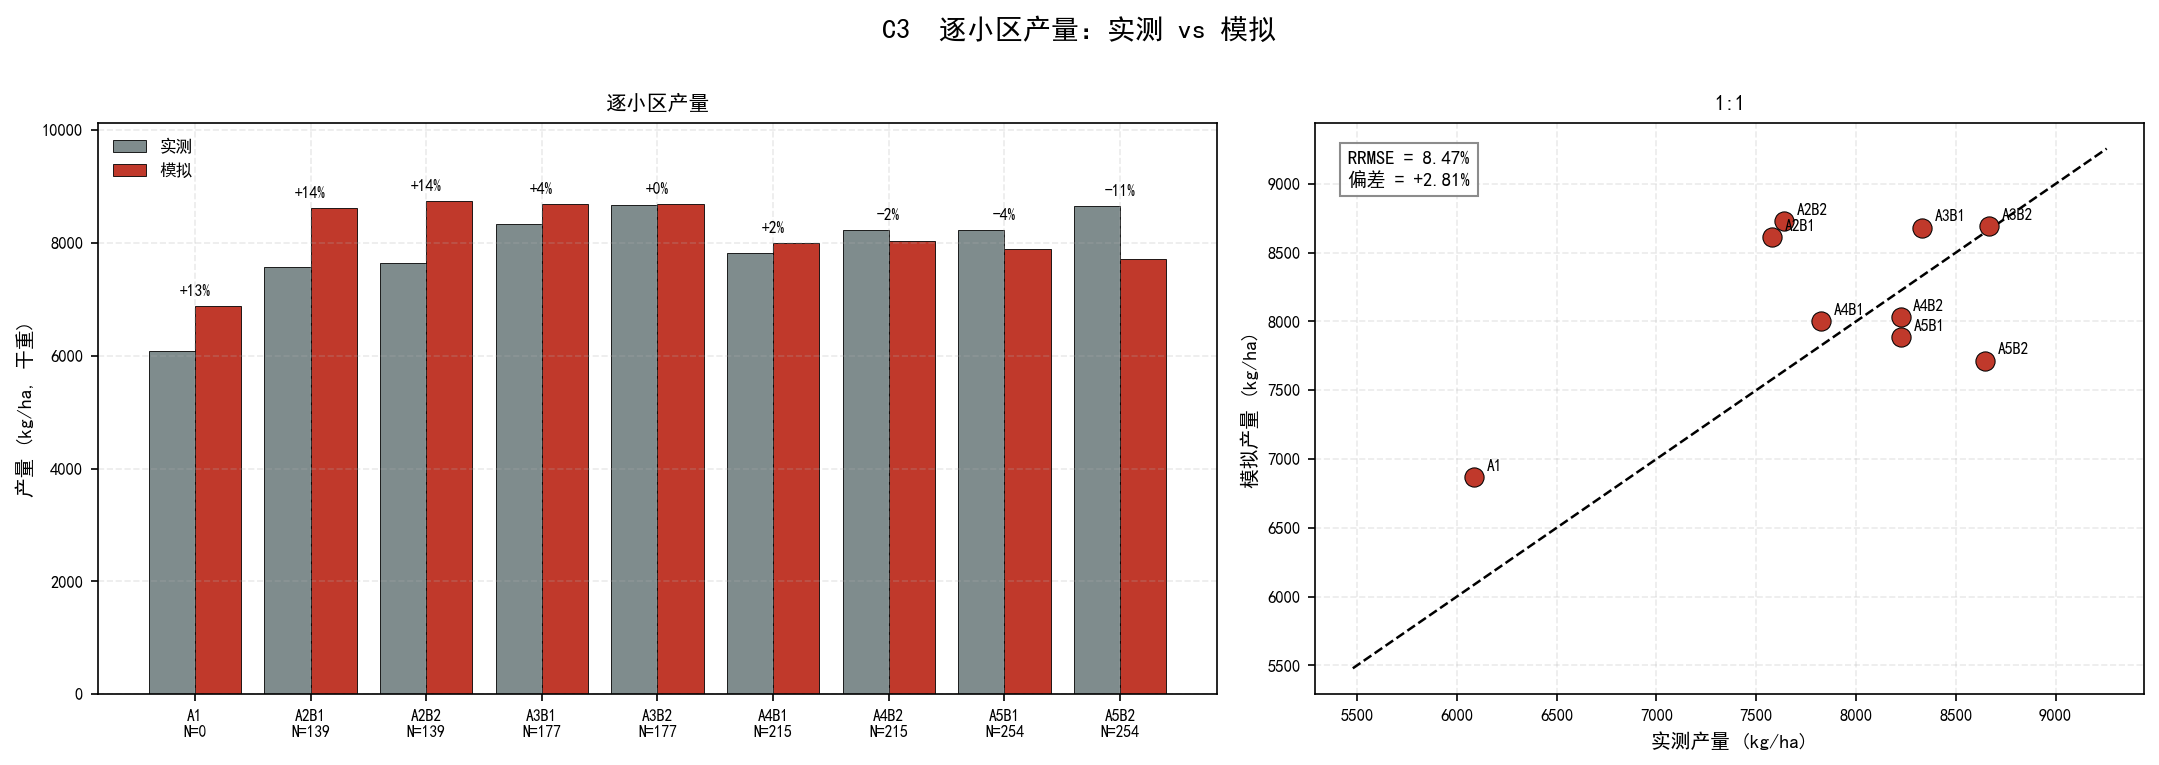 C3 逐小区产量：实测 vs 模拟
逐小区产量
产量 (kg/ha, 干重)
10000
8000
6000
4000
2000
0
实测
模拟
+13%
+14%
+14%
+4%
+0%
+2%
−2%
−4%
−11%
A1
N=0
A2B1
N=139
A2B2
N=139
A3B1
N=177
A3B2
N=177
A4B1
N=215
A4B2
N=215
A5B1
N=254
A5B2
N=254
1:1
RRMSE = 8.47%
偏差 = +2.81%
模拟产量 (kg/ha)
9000
8500
8000
7500
7000
6500
6000
5500
A2B2
A2B1
A3B1
A3B2
A4B1
A4B2
A5B1
A5B2
A1
5500
6000
6500
7000
7500
8000
8500
9000
实测产量 (kg/ha)